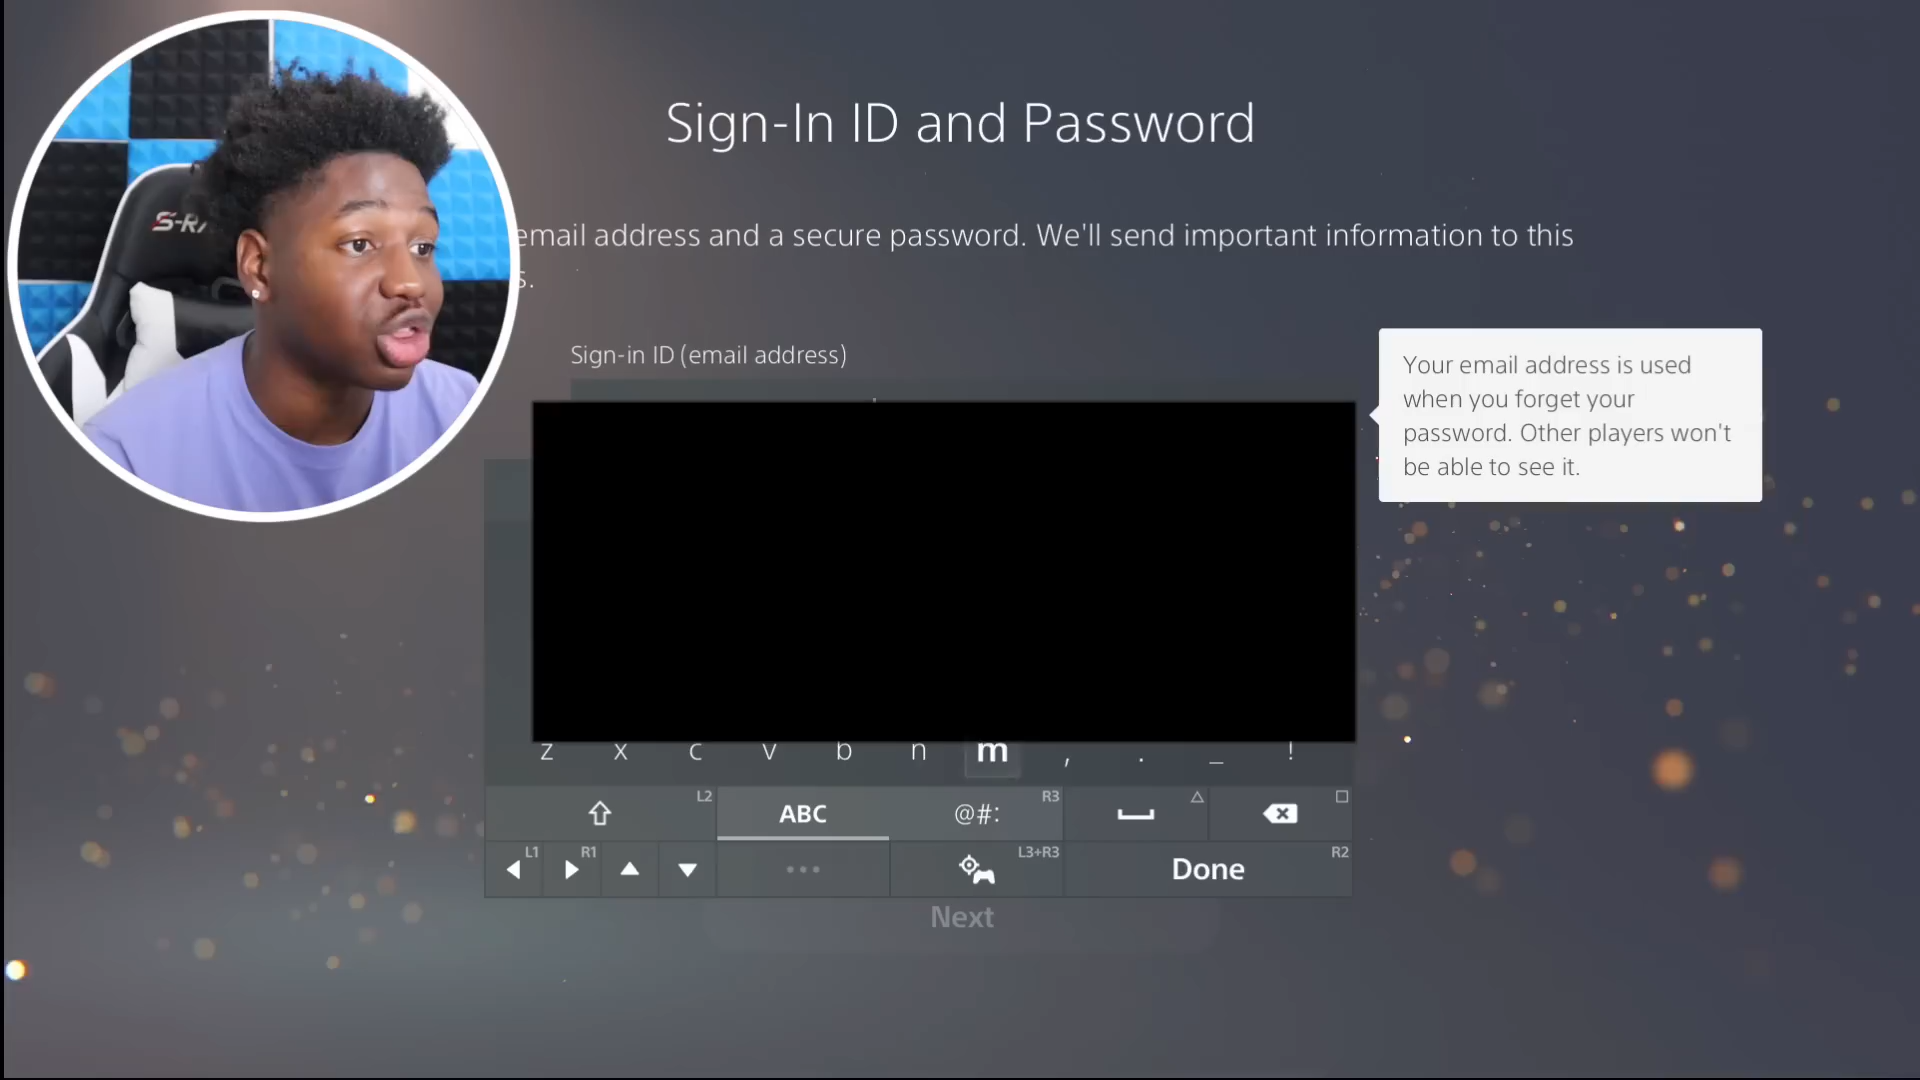 Sign-In ID and Password
email address and a secure password. We'll send important information to this
s.
Sign-in ID (email address)
Your email address is used
when you forget your
password. Other players won't
be able to see it.
z x c v b n m , . _ !
L2 ABC @#: R3 △ □
L1 R1 ... L3+R3 Done R2
Next